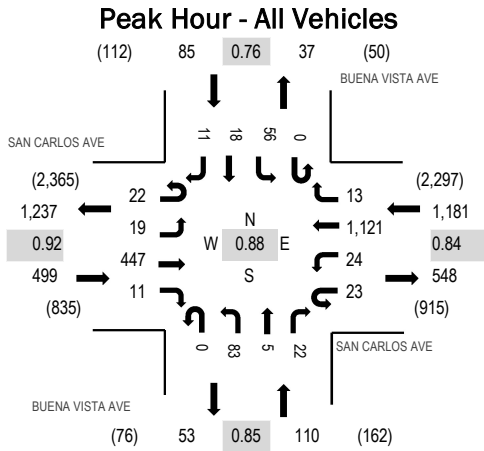 Peak Hour - All Vehicles
(112) 85 0.76 37 (50)
BUENA VISTA AVE
SAN CARLOS AVE
11 18 56 0
(2,365)
1,237
0.92
499
(835)
22
19
447
11
N
W 0.88 E
S
13
1,121
24
23
(2,297)
1,181
0.84
548
(915)
0 83 5 22
SAN CARLOS AVE
BUENA VISTA AVE
(76) 53 0.85 110 (162)